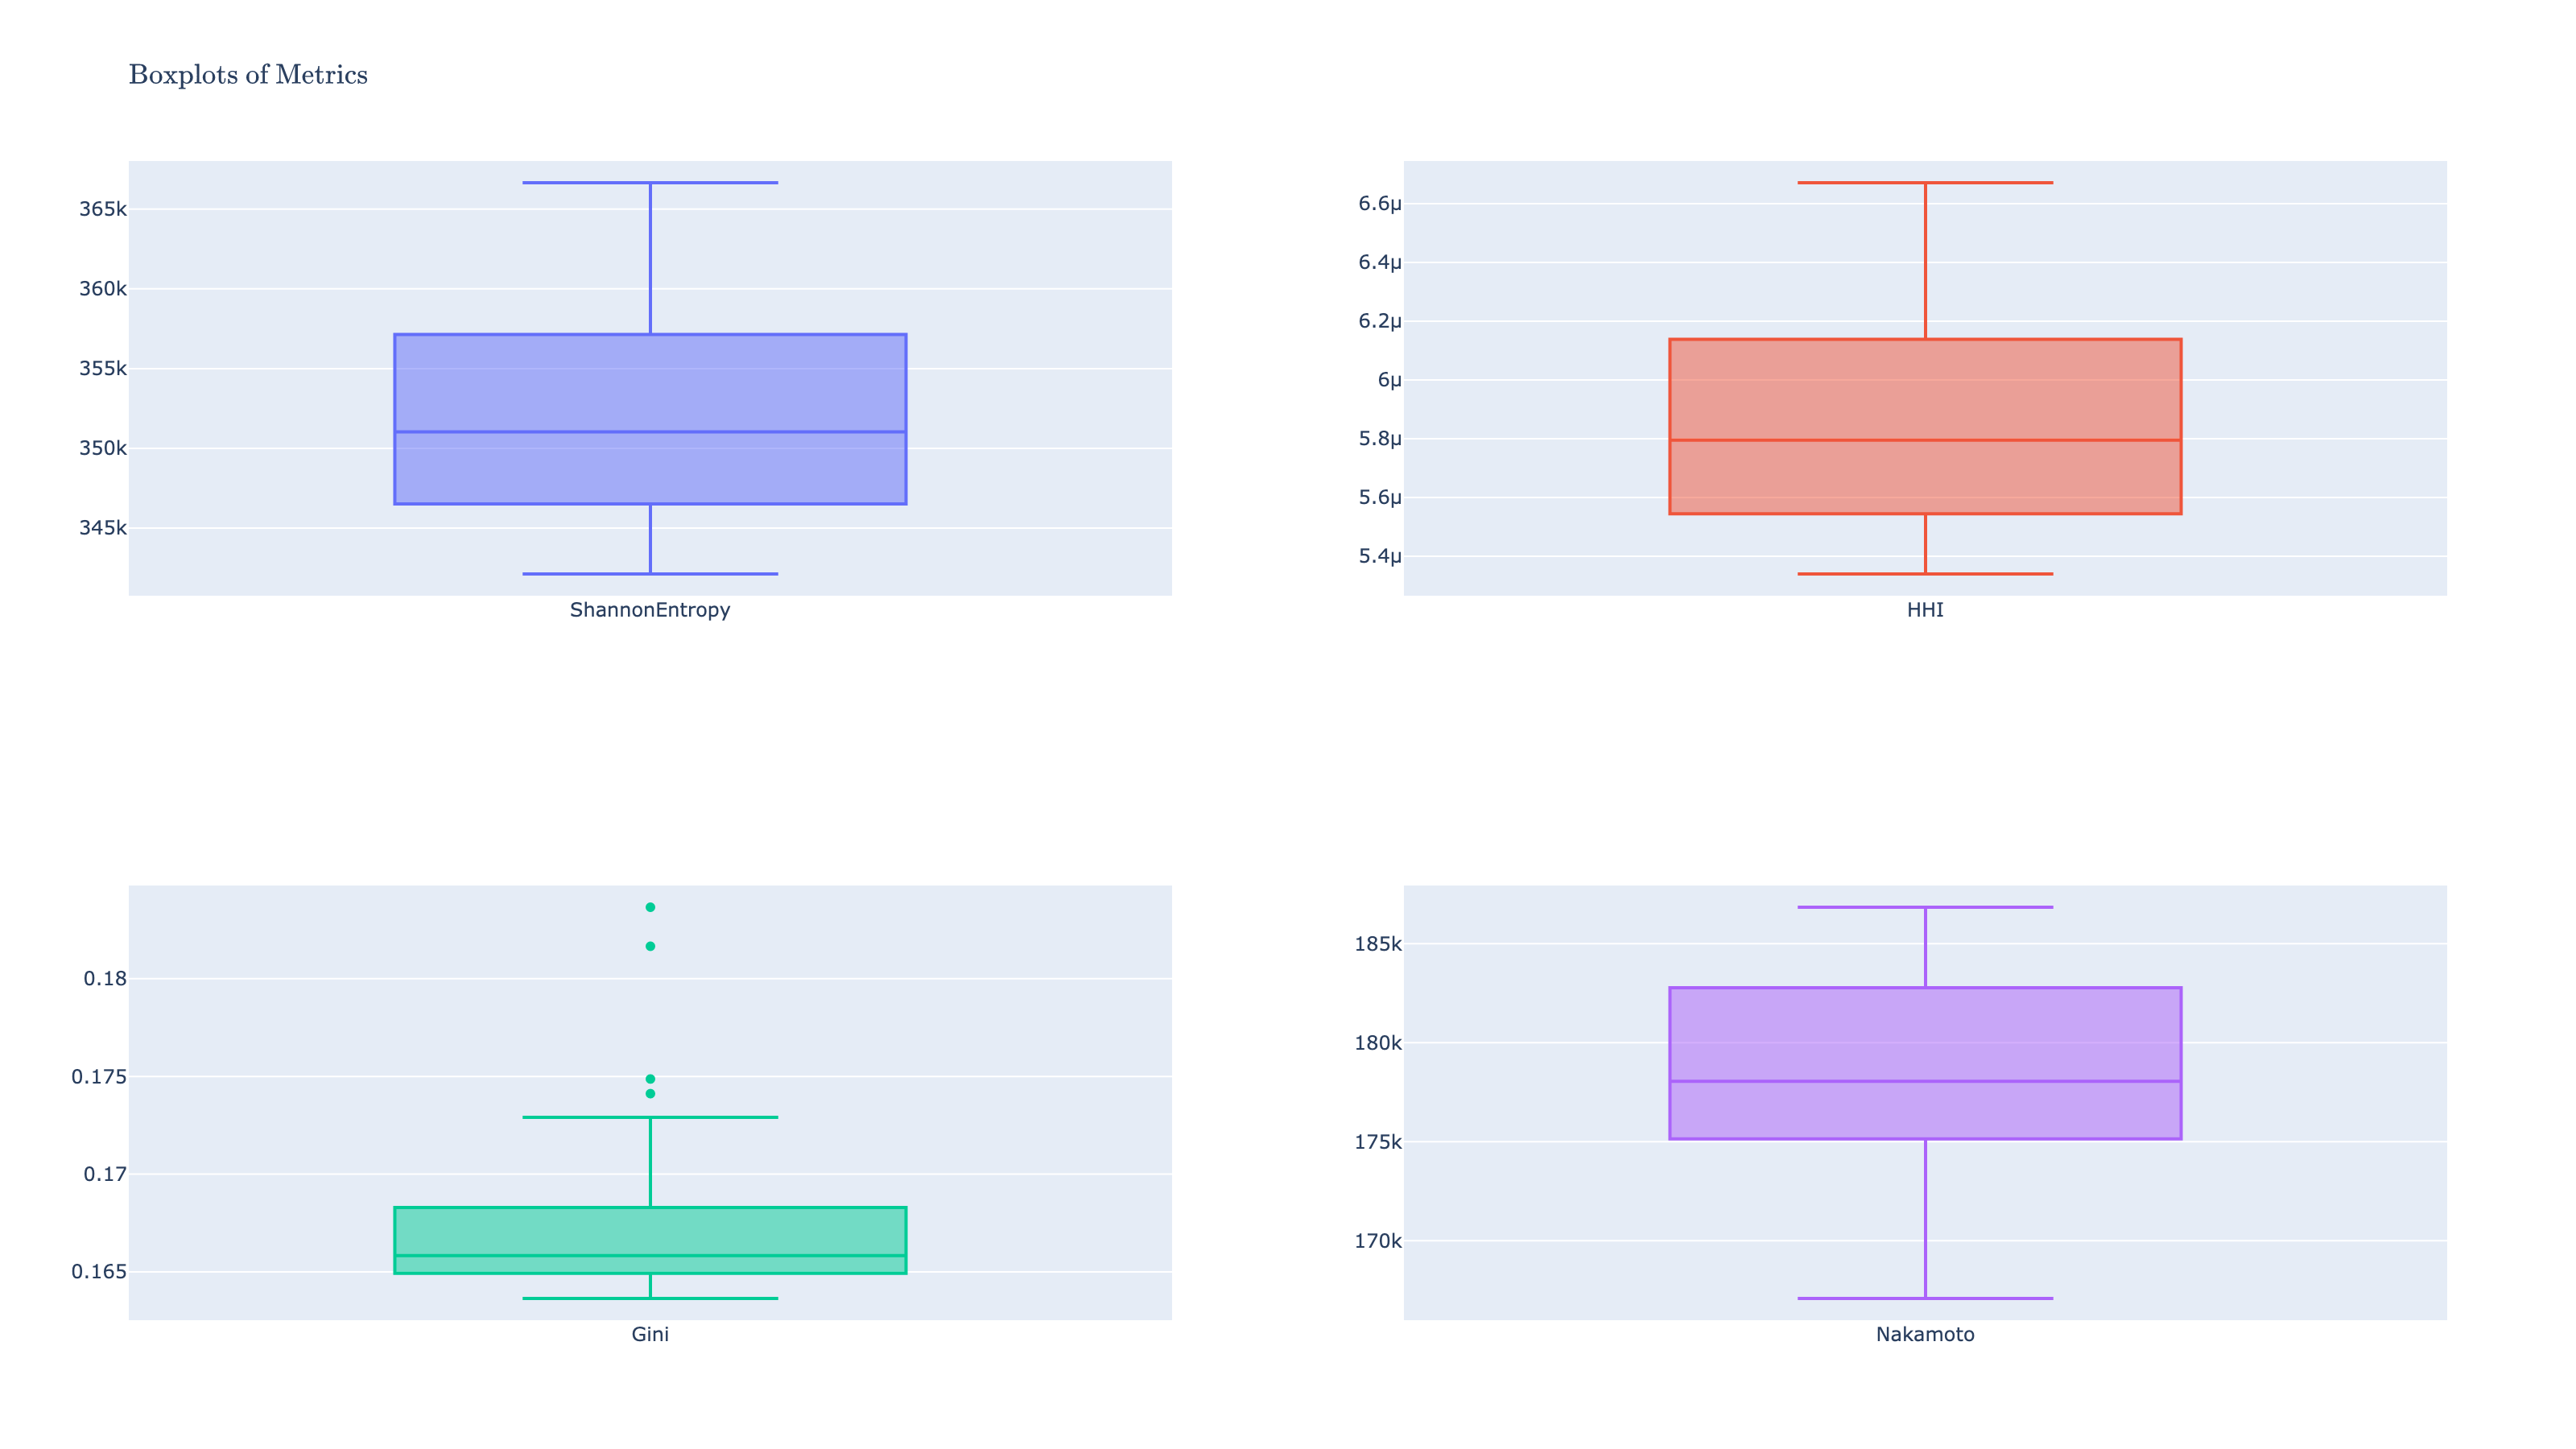 Boxplots of Metrics
365k
360k
355k
350k
345k
ShannonEntropy
6.6µ
6.4µ
6.2µ
6µ
5.8µ
5.6µ
5.4µ
HHI
0.18
0.175
0.17
0.165
Gini
185k
180k
175k
170k
Nakamoto